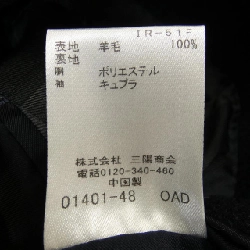 IR-51F
表地 羊毛 100%
裏地
胴 ポリエステル
袖 キュプラ
株式会社 三陽商会
電話0120-340-460
中国製
01401-48 OAD